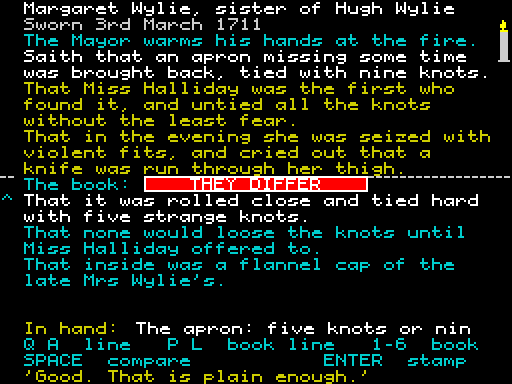 Margaret Wylie, sister of Hugh Wylie
Sworn 3rd March 1711
The Mayor warms his hands at the fire.
Saith that an apron missing some time
was brought back, tied with nine knots.
That Miss Halliday was the first who
found it, and untied all the knots
without the least fear.
That in the evening she was seized with
violent fits, and cried out that a
knife was run through her thigh.
The book: THEY DIFFER
^ That it was rolled close and tied hard
with five strange knots.
That none would loose the knots until
Miss Halliday offered to.
That inside was a flannel cap of the
late Mrs Wylie's.
In hand: The apron: five knots or nin
Q A line P L book line 1-6 book
SPACE compare ENTER stamp
'Good. That is plain enough.'